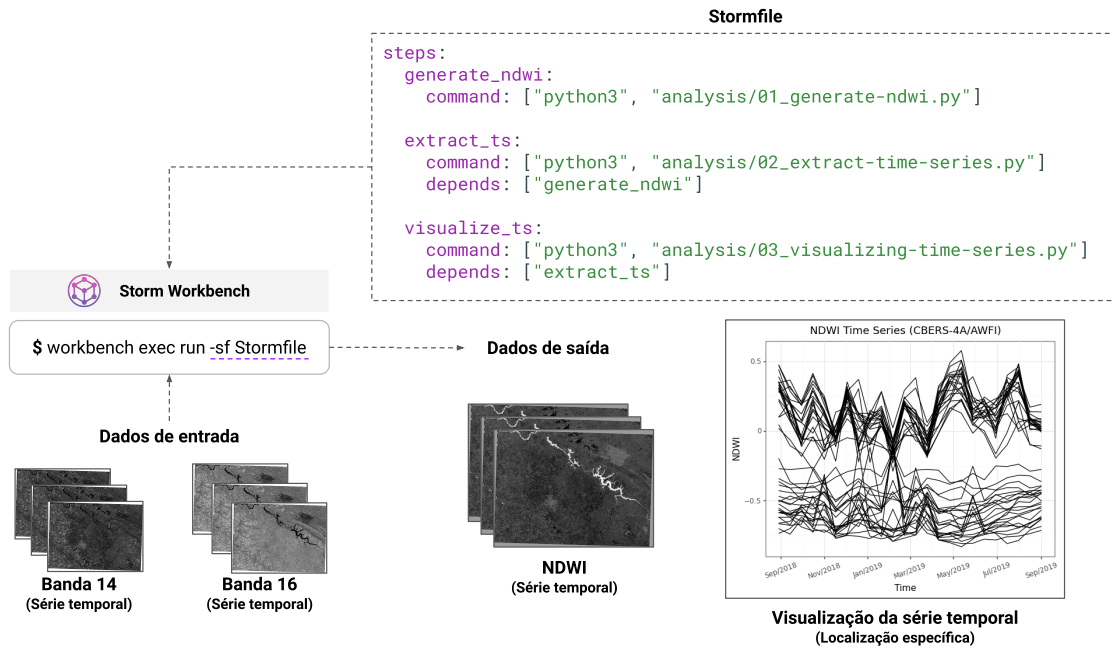 Stormfile
steps:
generate_ndwi:
command: ["python3", "analysis/01_generate-ndwi.py"]
extract_ts:
command: ["python3", "analysis/02_extract-time-series.py"]
depends: ["generate_ndwi"]
visualize_ts:
command: ["python3", "analysis/03_visualizing-time-series.py"]
depends: ["extract_ts"]
Storm Workbench
$ workbench exec run -sf Stormfile
Dados de saída
Dados de entrada
Banda 14
(Série temporal)
Banda 16
(Série temporal)
NDWI
(Série temporal)
NDWI Time Series (CBERS-4A/AWFI)
NDWI
0.5
0
−0.5
Sep/2018
Nov/2018
Jan/2019
Mar/2019
May/2019
Jul/2019
Sep/2019
Time
Visualização da série temporal
(Localização específica)